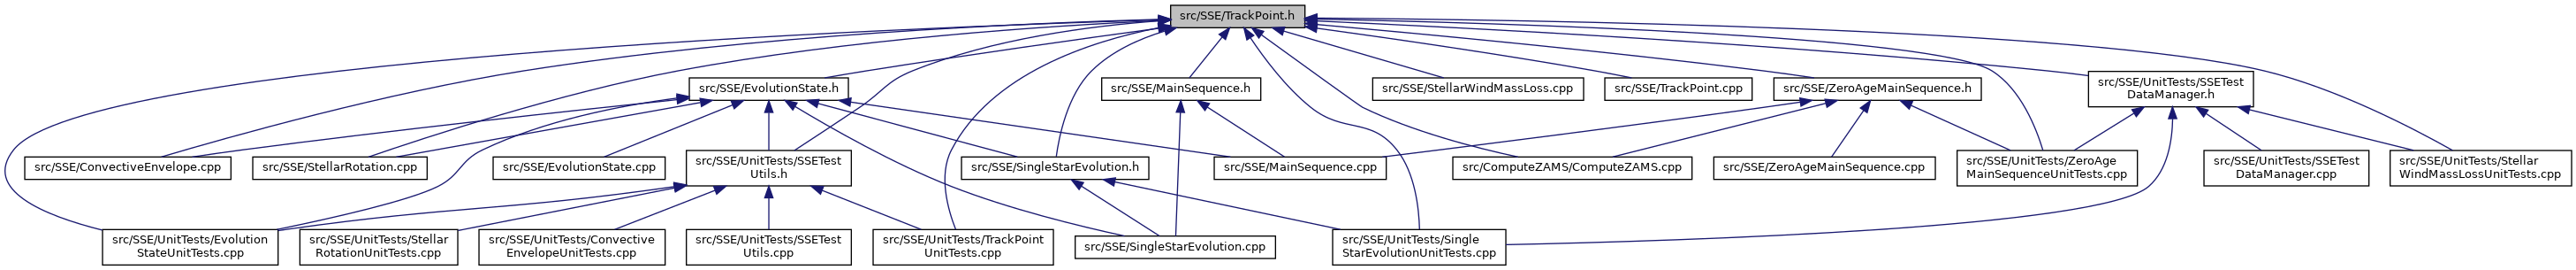 src/SSE/TrackPoint.h
src/SSE/EvolutionState.h
src/SSE/MainSequence.h
src/SSE/StellarWindMassLoss.cpp
src/SSE/TrackPoint.cpp
src/SSE/ZeroAgeMainSequence.h
src/SSE/UnitTests/SSETest
DataManager.h
src/SSE/ConvectiveEnvelope.cpp
src/SSE/StellarRotation.cpp
src/SSE/EvolutionState.cpp
src/SSE/UnitTests/SSETest
Utils.h
src/SSE/SingleStarEvolution.h
src/SSE/MainSequence.cpp
src/ComputeZAMS/ComputeZAMS.cpp
src/SSE/ZeroAgeMainSequence.cpp
src/SSE/UnitTests/ZeroAge
MainSequenceUnitTests.cpp
src/SSE/UnitTests/SSETest
DataManager.cpp
src/SSE/UnitTests/Stellar
WindMassLossUnitTests.cpp
src/SSE/UnitTests/Evolution
StateUnitTests.cpp
src/SSE/UnitTests/Stellar
RotationUnitTests.cpp
src/SSE/UnitTests/Convective
EnvelopeUnitTests.cpp
src/SSE/UnitTests/SSETest
Utils.cpp
src/SSE/UnitTests/TrackPoint
UnitTests.cpp
src/SSE/SingleStarEvolution.cpp
src/SSE/UnitTests/Single
StarEvolutionUnitTests.cpp